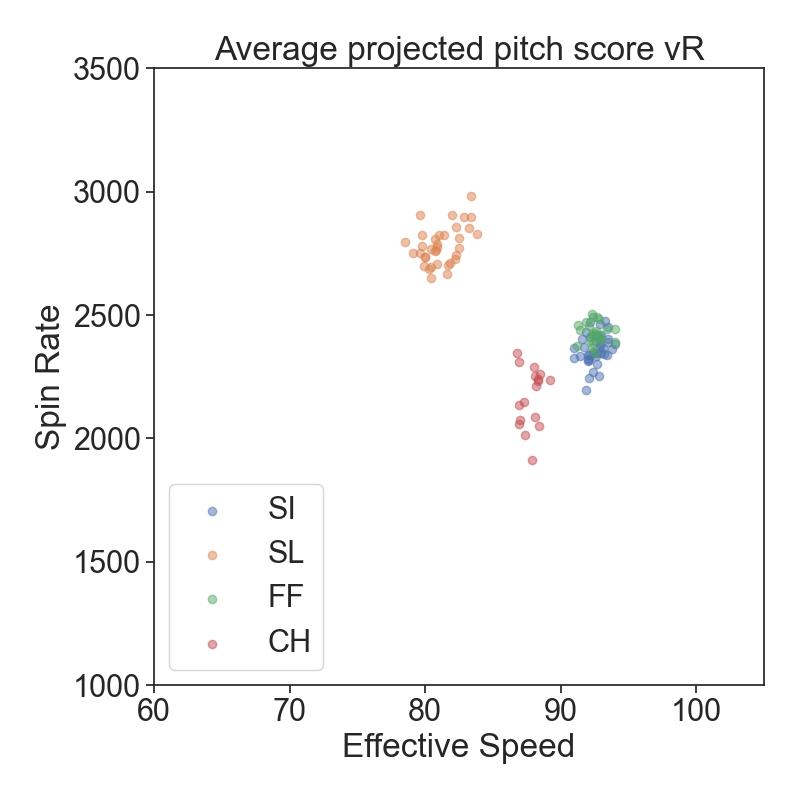 Average projected pitch score vR
3500
3000
2500
2000
1500
1000
Spin Rate
SI
SL
FF
CH
60 70 80 90 100
Effective Speed